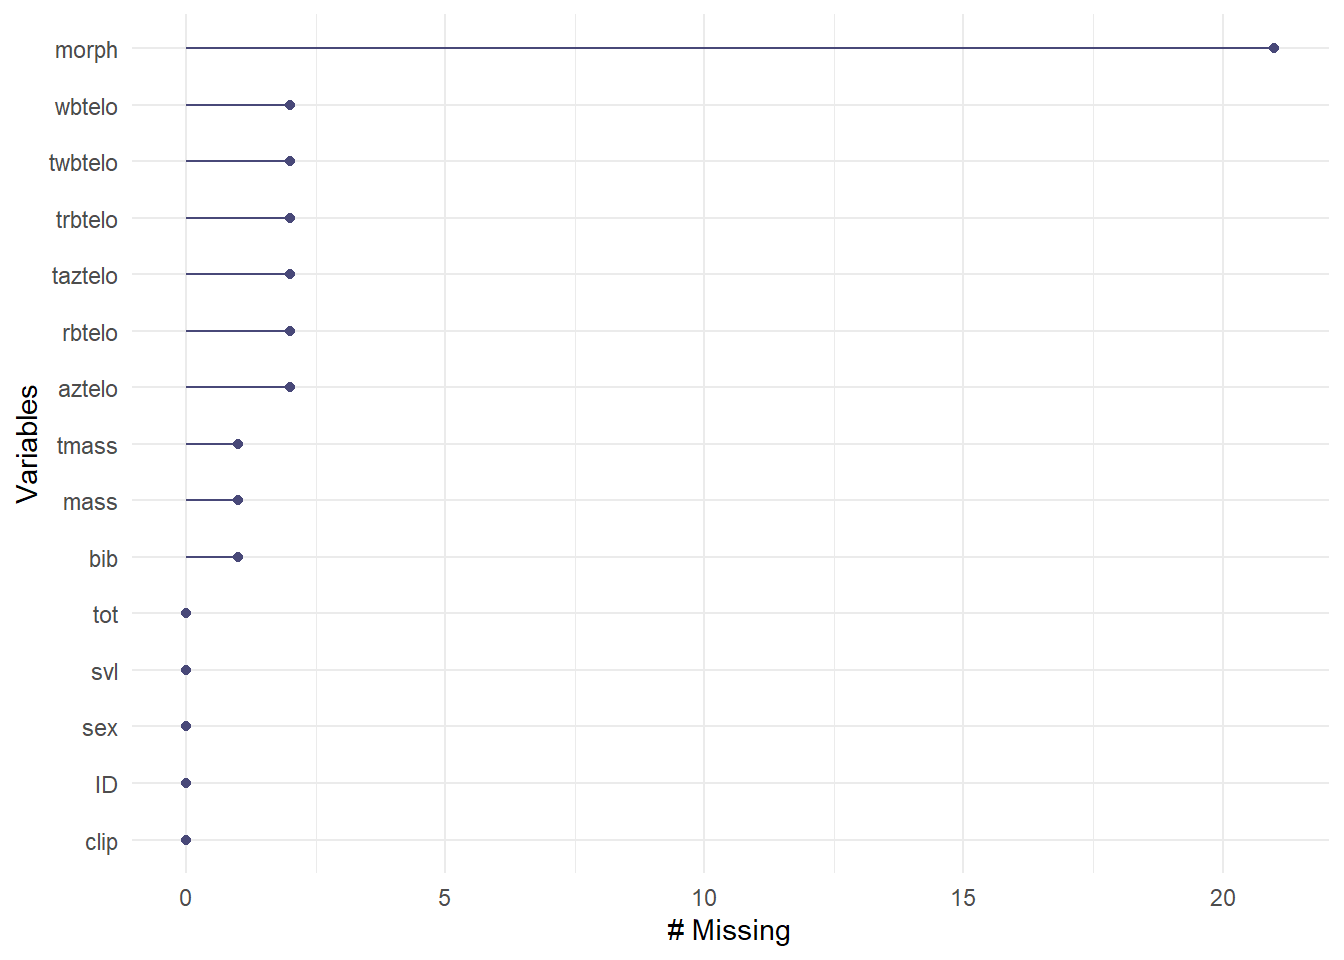 morph
wbtelo
twbtelo
trbtelo
taztelo
rbtelo
aztelo
tmass
mass
bib
tot
svl
sex
ID
clip
Variables
0 5 10 15 20
# Missing